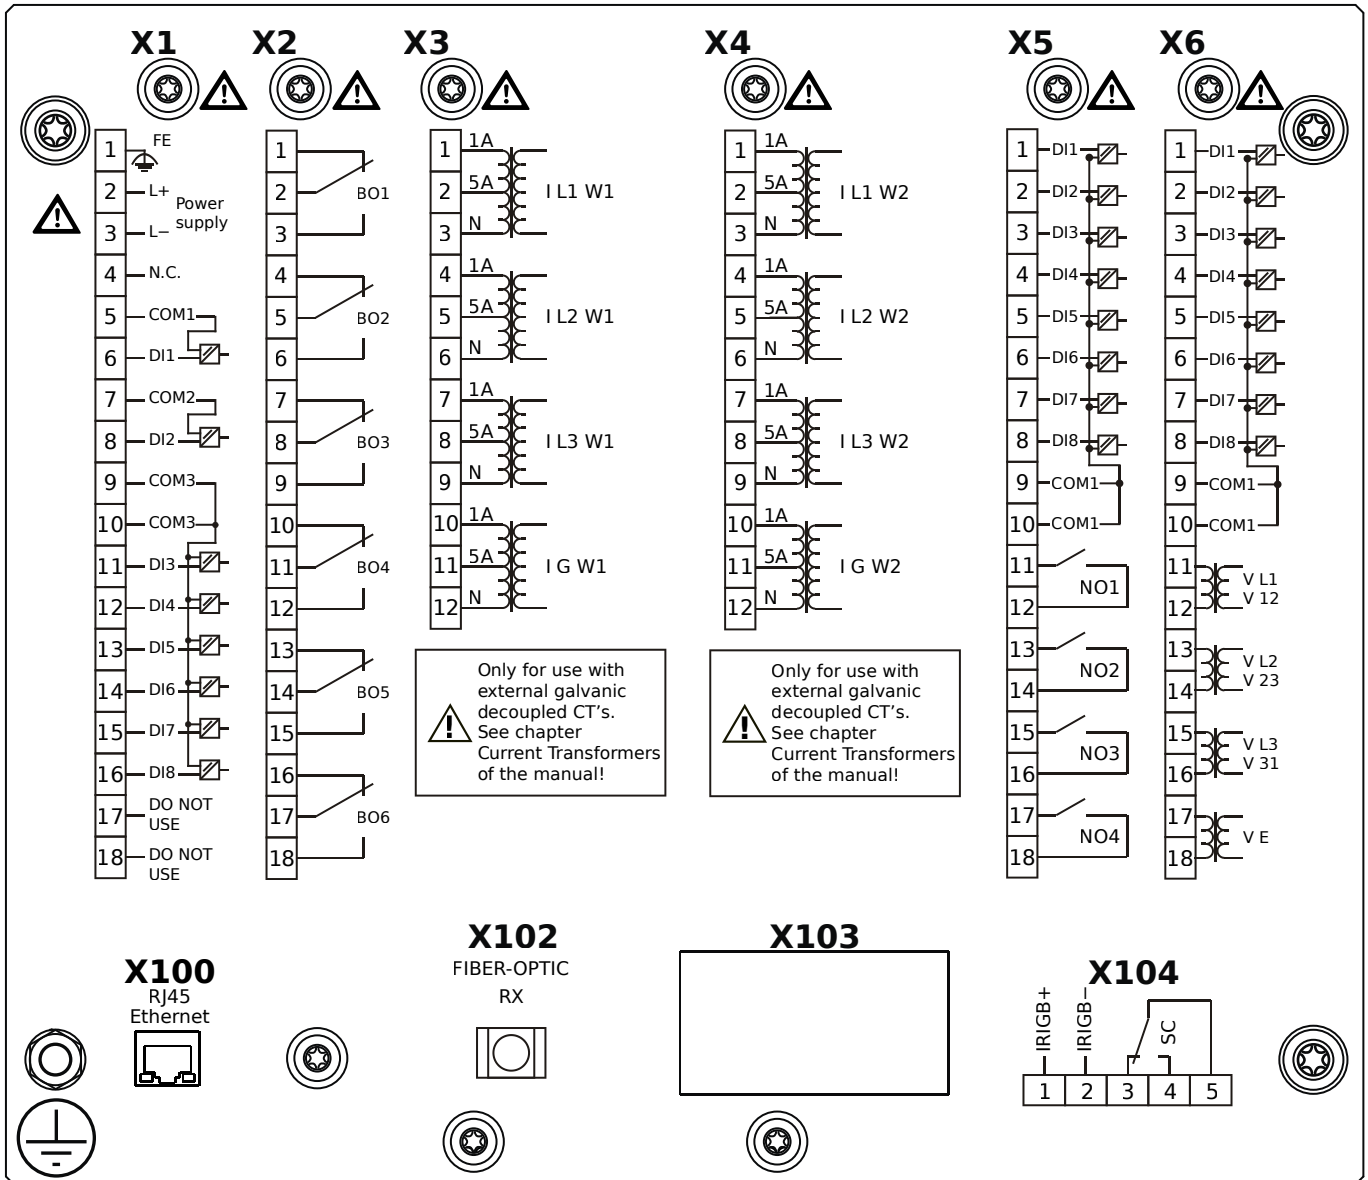 X1
X2
X3
X4
X5
X6
1 FE
2 L+
Power
supply
3 L−
4 N.C.
5 COM1
6 DI1
7 COM2
8 DI2
9 COM3
10 COM3
11 DI3
12 DI4
13 DI5
14 DI6
15 DI7
16 DI8
17 DO NOT
USE
18 DO NOT
USE
1
2 BO1
3
4
5 BO2
6
7
8 BO3
9
10
11 BO4
12
13
14 BO5
15
16
17 BO6
18
1 1A
2 5A I L1 W1
3 N
4 1A
5 5A I L2 W1
6 N
7 1A
8 5A I L3 W1
9 N
10 1A
11 5A I G W1
12 N
Only for use with
external galvanic
decoupled CT's.
See chapter
Current Transformers
of the manual!
1 1A
2 5A I L1 W2
3 N
4 1A
5 5A I L2 W2
6 N
7 1A
8 5A I L3 W2
9 N
10 1A
11 5A I G W2
12 N
Only for use with
external galvanic
decoupled CT's.
See chapter
Current Transformers
of the manual!
1 DI1
2 DI2
3 DI3
4 DI4
5 DI5
6 DI6
7 DI7
8 DI8
9 COM1
10 COM1
11
NO1
12
13
NO2
14
15
NO3
16
17
NO4
18
1 DI1
2 DI2
3 DI3
4 DI4
5 DI5
6 DI6
7 DI7
8 DI8
9 COM1
10 COM1
11 V L1
12 V 12
13 V L2
14 V 23
15 V L3
16 V 31
17
V E
18
X100
RJ45
Ethernet
X102
FIBER-OPTIC
RX
X103
X104
IRIGB+
IRIGB−
SC
1 2 3 4 5